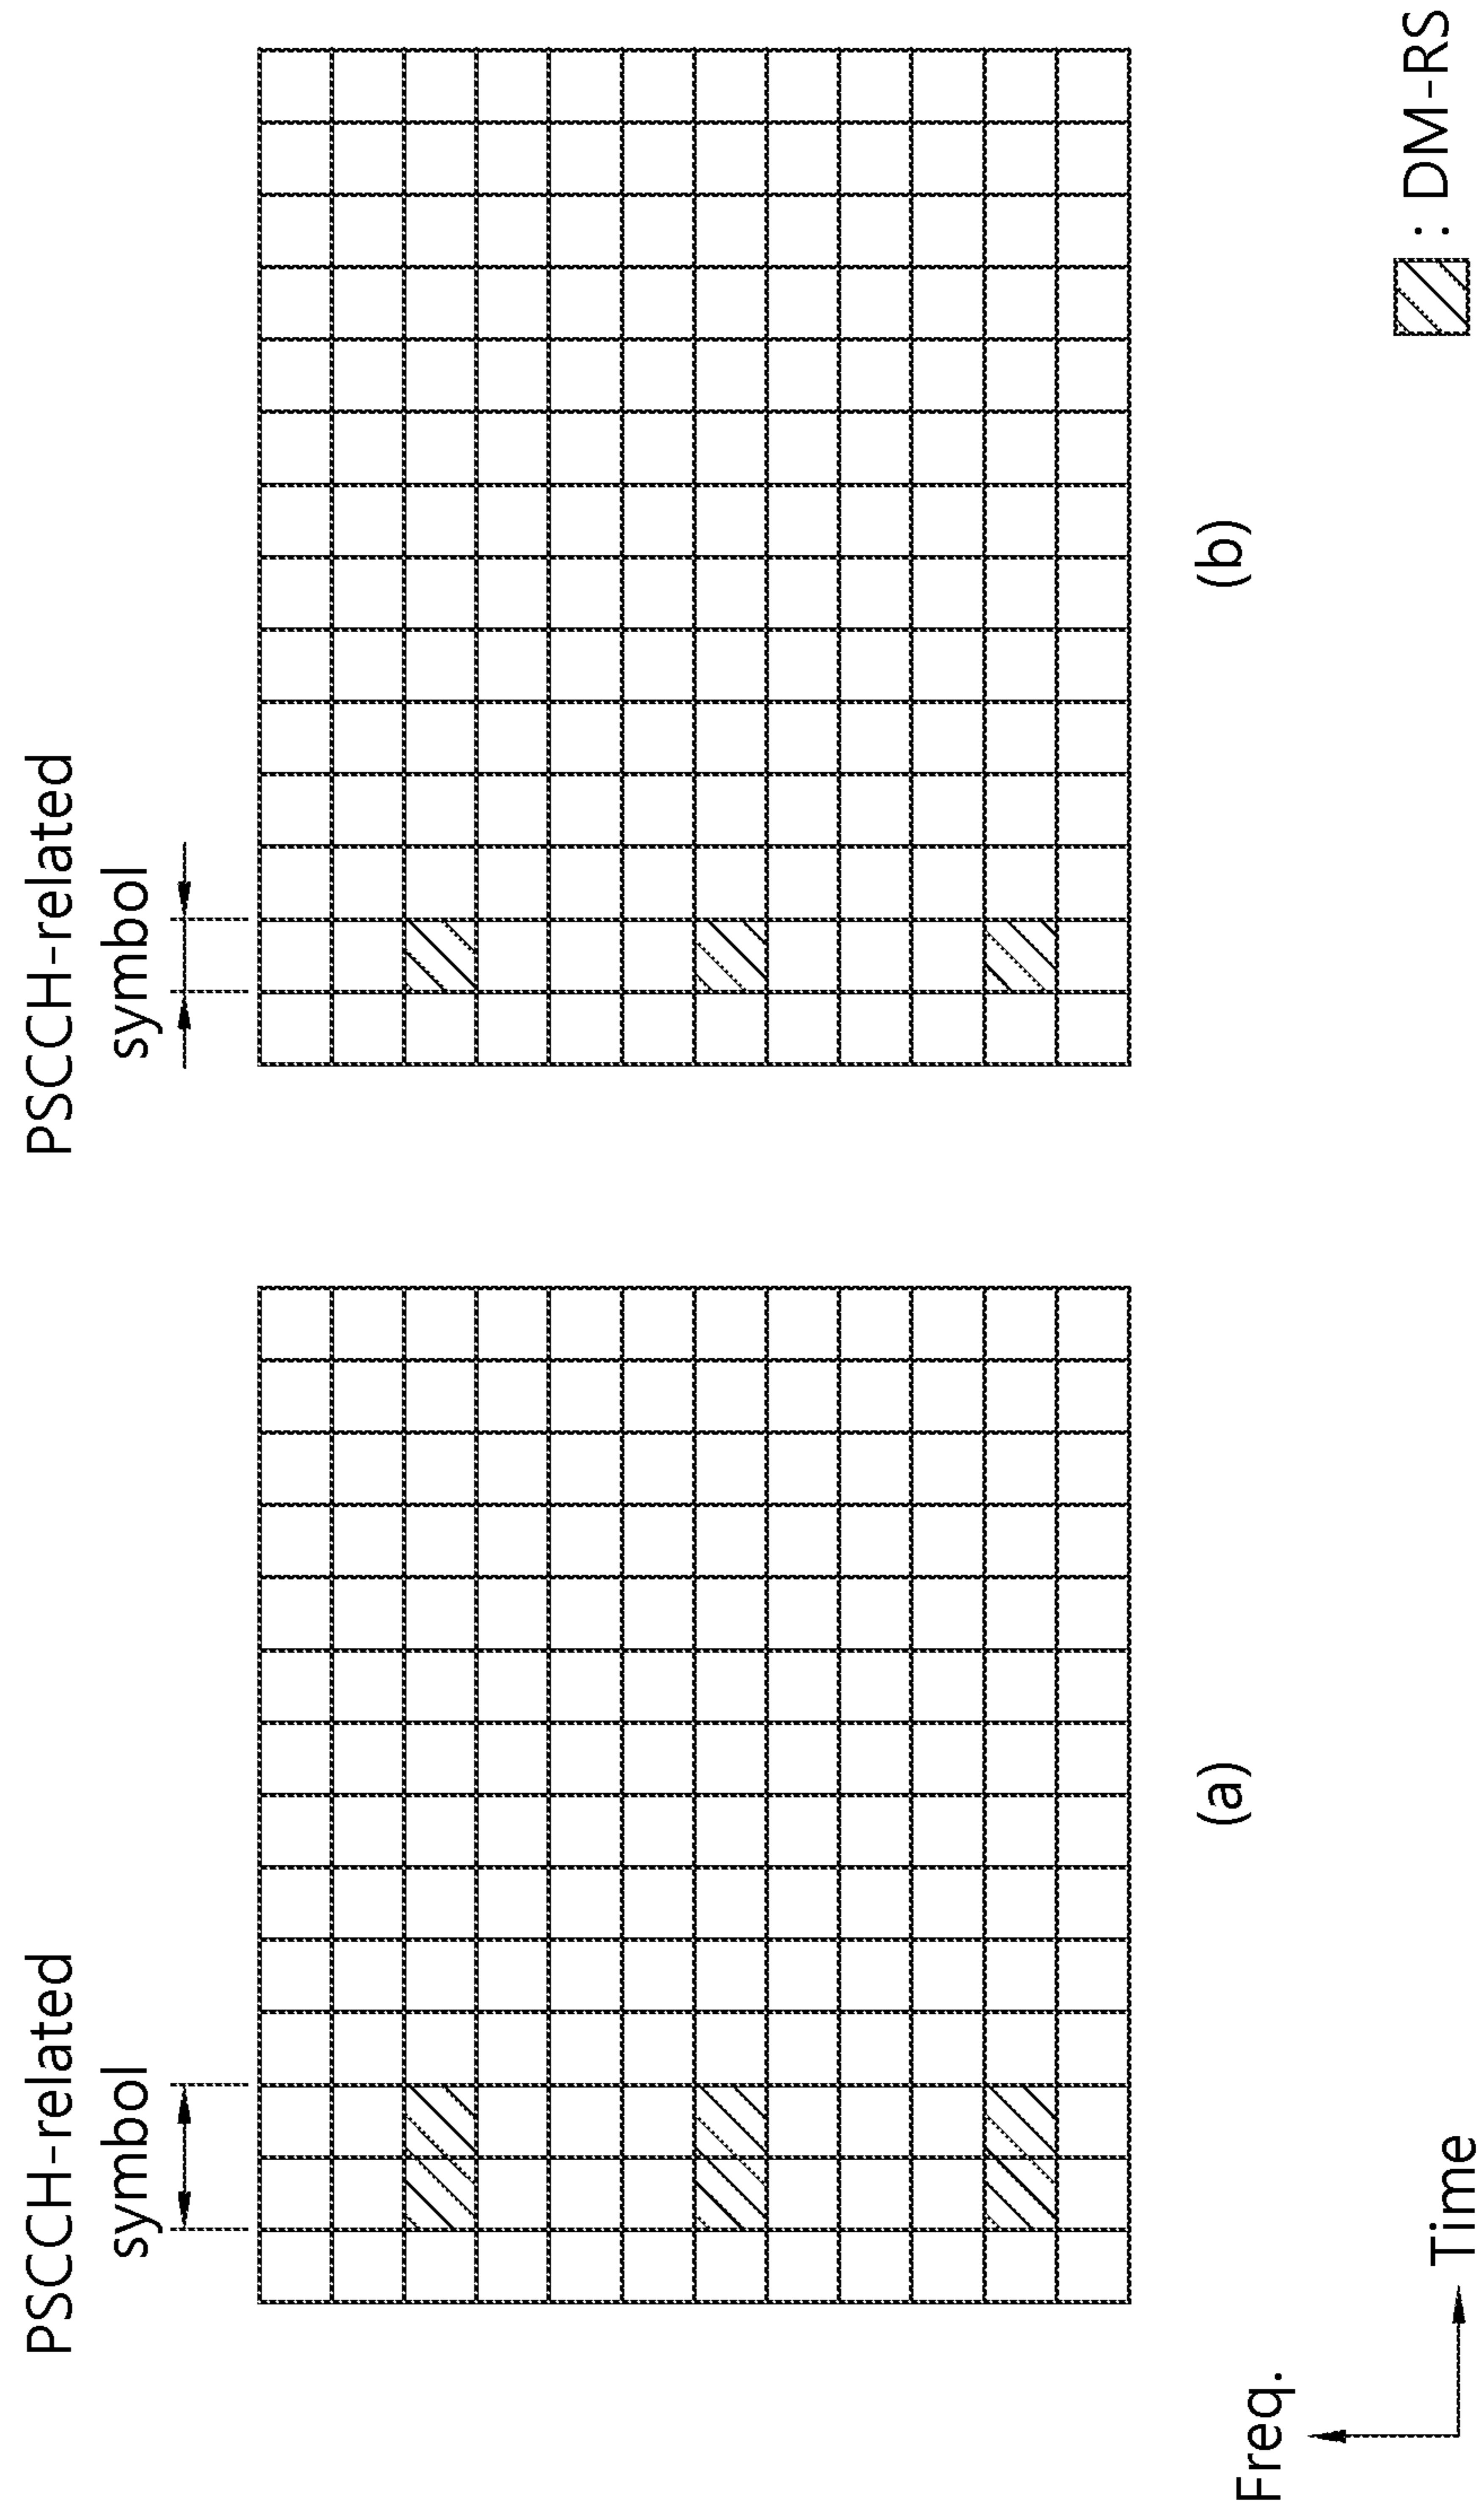 PSCCH-related
symbol
PSCCH-related
symbol
Freq.
Time
(a)
(b)
: DM-RS